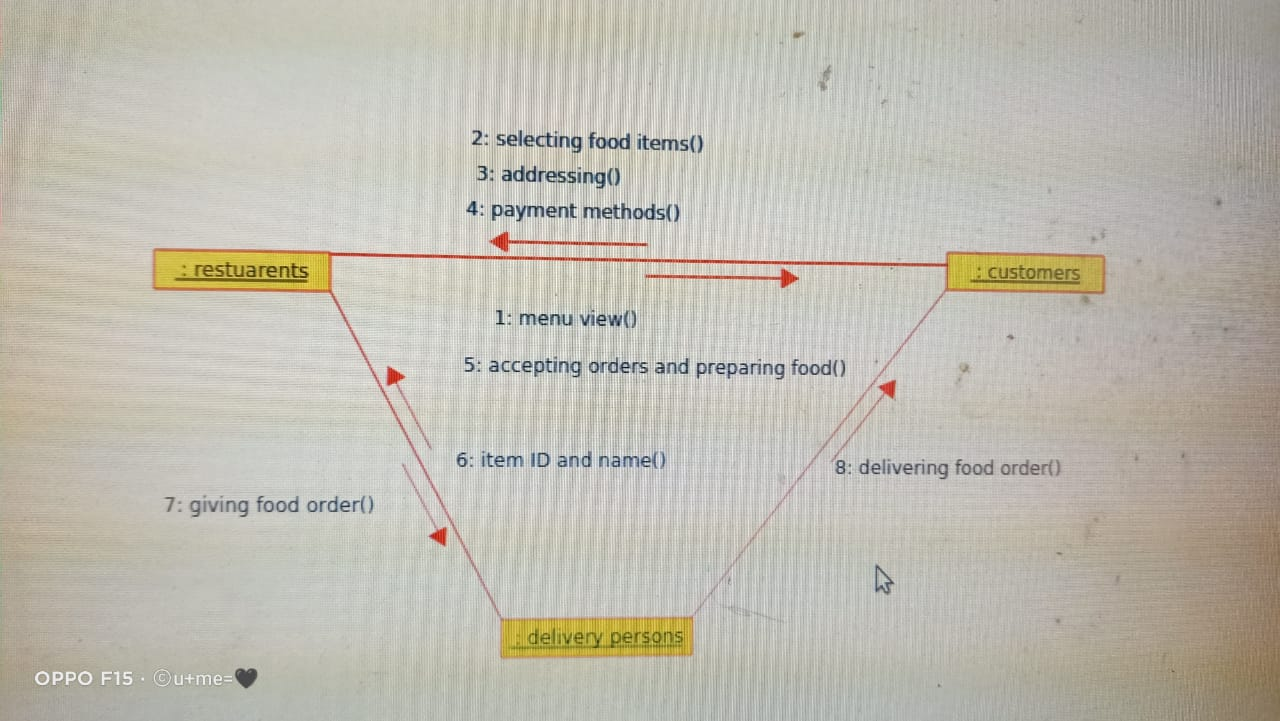 2: selecting food items()
3: addressing()
4: payment methods()
: restuarents
: customers
1: menu view()
5: accepting orders and preparing food()
6: item ID and name()
8: delivering food order()
7: giving food order()
: delivery persons
OPPO F15 · ©u+me=🖤